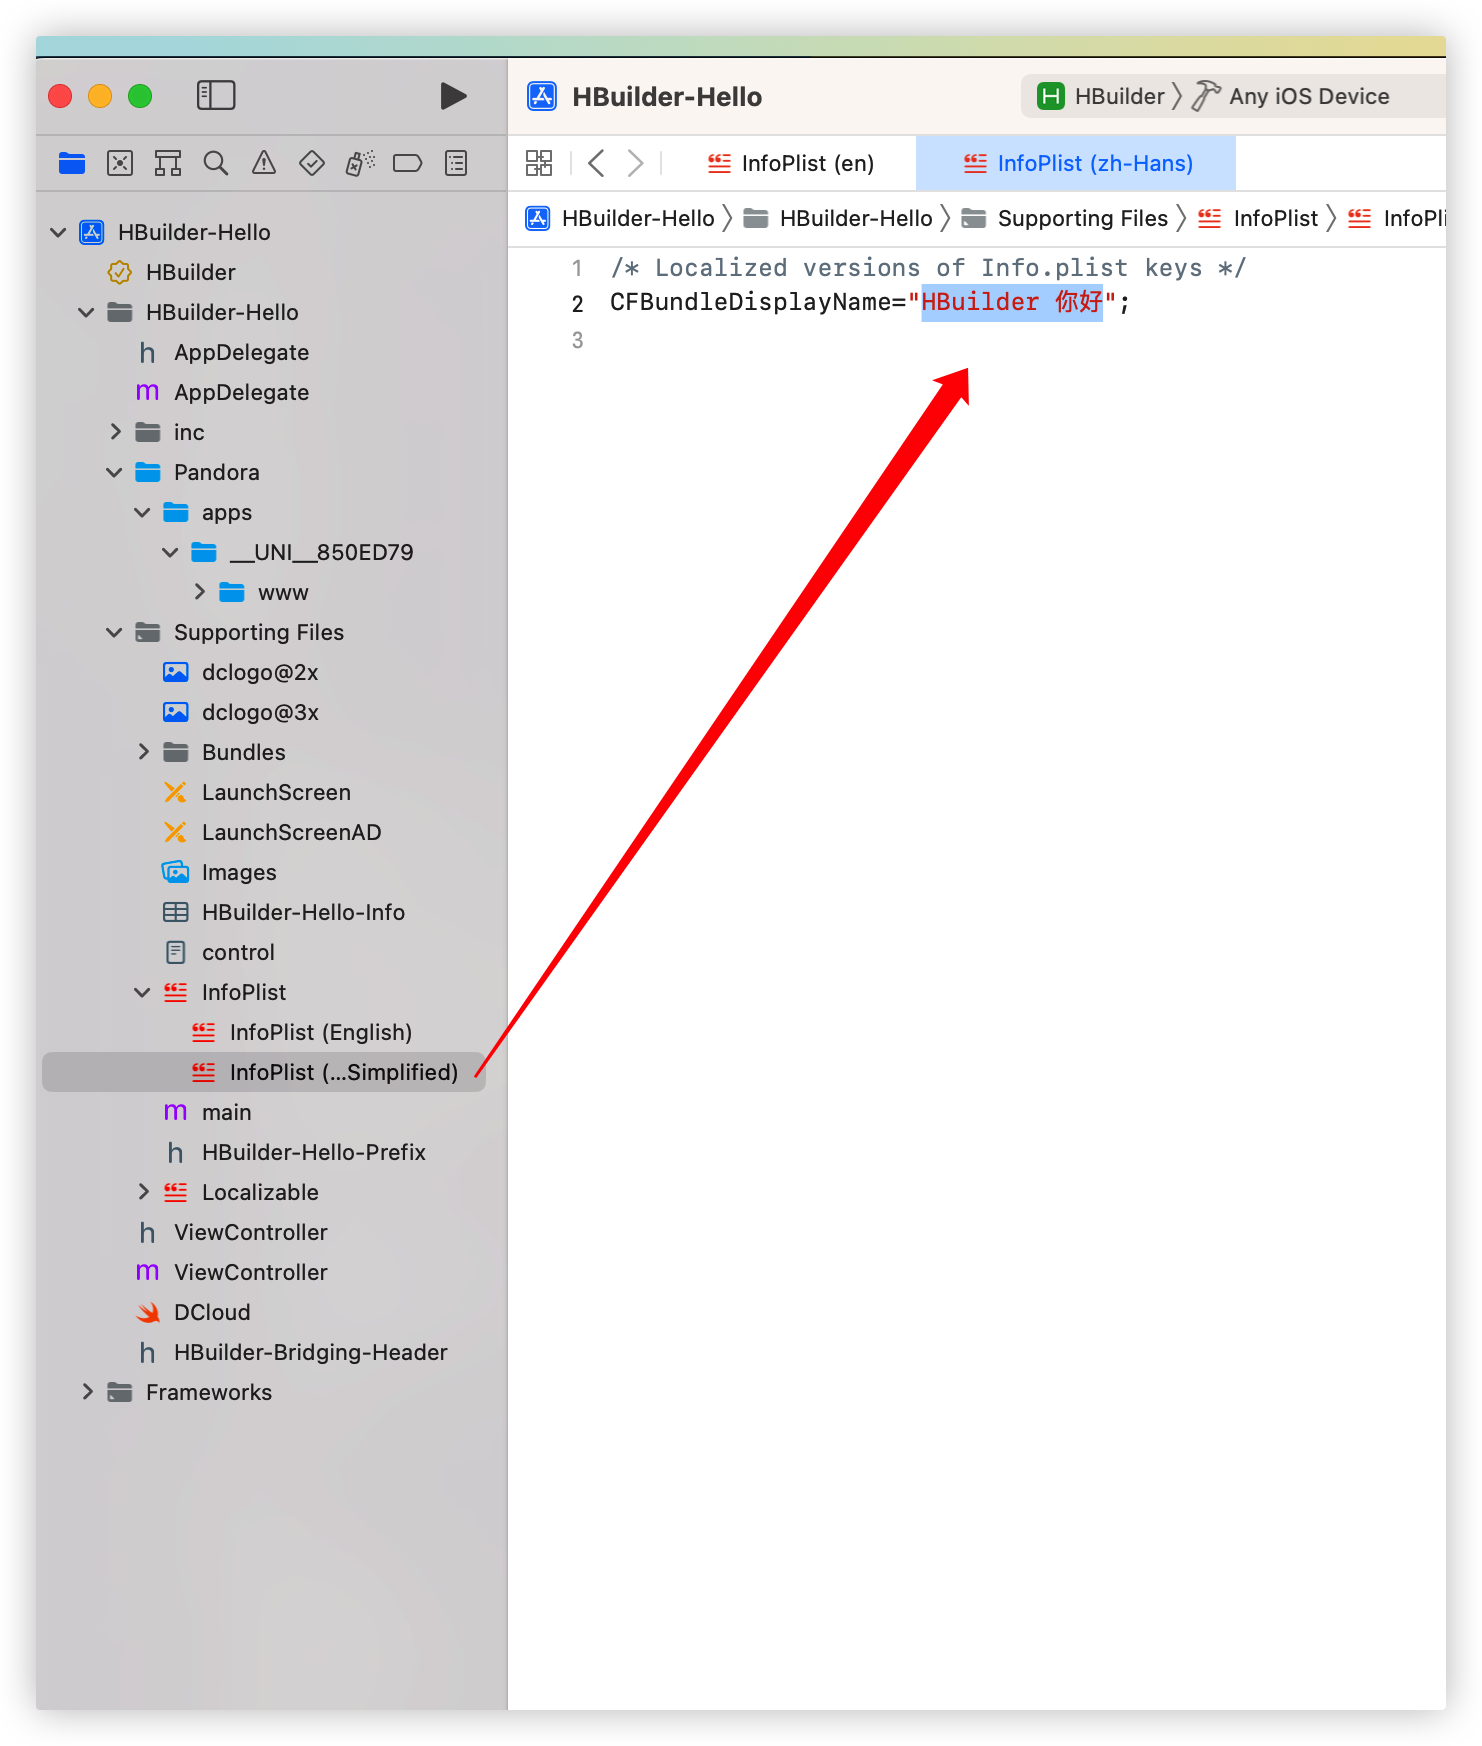 HBuilder-Hello
HBuilder
Any iOS Device
InfoPlist (en)
InfoPlist (zh-Hans)
HBuilder-Hello
HBuilder-Hello
Supporting Files
InfoPlist
InfoPli
1 /* Localized versions of Info.plist keys */
2 CFBundleDisplayName="HBuilder 你好";
3
HBuilder-Hello
HBuilder
HBuilder-Hello
h AppDelegate
m AppDelegate
inc
Pandora
apps
__UNI__850ED79
www
Supporting Files
dclogo@2x
dclogo@3x
Bundles
LaunchScreen
LaunchScreenAD
Images
HBuilder-Hello-Info
control
InfoPlist
InfoPlist (English)
InfoPlist (...Simplified)
m main
h HBuilder-Hello-Prefix
Localizable
h ViewController
m ViewController
DCloud
h HBuilder-Bridging-Header
Frameworks